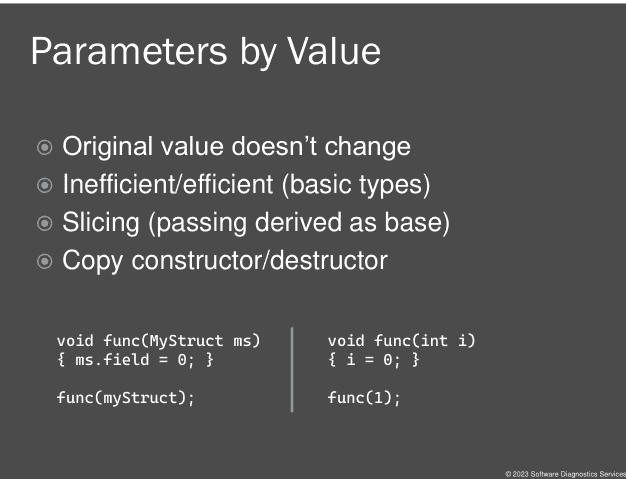 Parameters by Value
Original value doesn't change
Inefficient/efficient (basic types)
Slicing (passing derived as base)
Copy constructor/destructor
void func(MyStruct ms)
{ ms.field = 0; }
func(myStruct);
void func(int i)
{ i = 0; }
func(1);
© 2023 Software Diagnostics Services